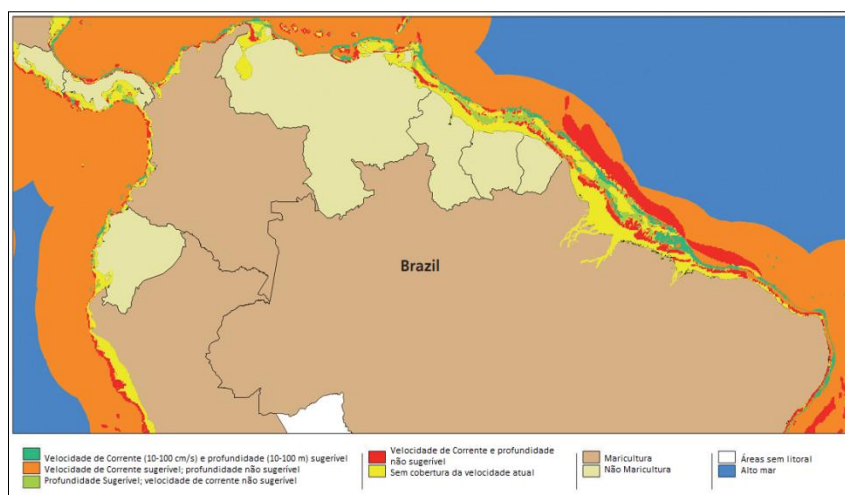 Brazil
Velocidade de Corrente (10-100 cm/s) e profundidade (10-100 m) sugerível
Velocidade de Corrente sugerível; profundidade não sugerível
Profundidade Sugerível; velocidade de corrente não sugerível
Velocidade de Corrente e profundidade
não sugerível
Sem cobertura da velocidade atual
Maricultura
Não Maricultura
Áreas sem litoral
Alto mar